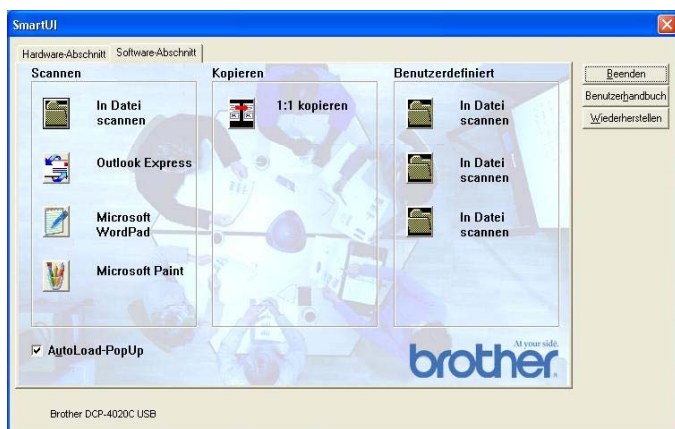 SmartUI
Hardware-Abschnitt Software-Abschnitt
Scannen
In Datei
scannen
Outlook Express
Microsoft
WordPad
Microsoft Paint
Kopieren
1:1 kopieren
Benutzerdefiniert
In Datei
scannen
In Datei
scannen
In Datei
scannen
Beenden
Benutzerhandbuch
Wiederherstellen
AutoLoad-PopUp
At your side.
brother
Brother DCP-4020C USB